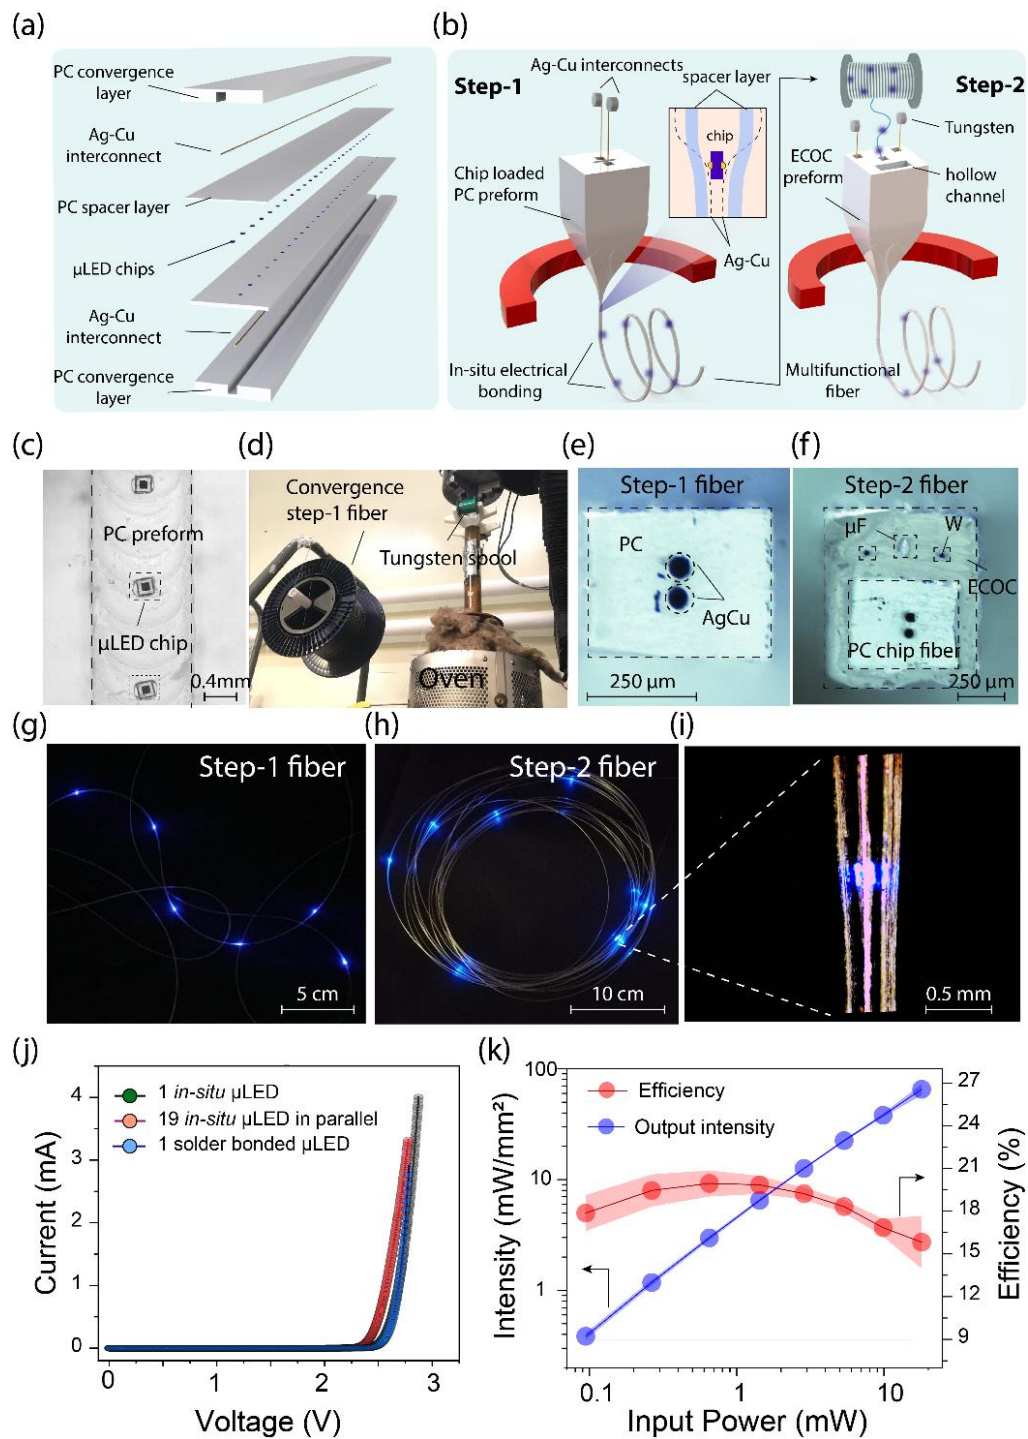 (a)
PC convergence
layer
Ag-Cu
interconnect
PC spacer layer
µLED chips
Ag-Cu
interconnect
PC convergence
layer
(b)
Step-1
Ag-Cu interconnects
spacer layer
chip
Chip loaded
PC preform
Ag-Cu
In-situ electrical
bonding
Step-2
Tungsten
ECOC
preform
hollow
channel
Multifunctional
fiber
(c)
PC preform
µLED chip
0.4mm
(d)
Convergence
step-1 fiber
Tungsten spool
Oven
(e)
Step-1 fiber
PC
AgCu
250 µm
(f)
Step-2 fiber
µF
W
ECOC
PC chip fiber
250 µm
(g)
Step-1 fiber
5 cm
(h)
Step-2 fiber
10 cm
(i)
0.5 mm
(j)
1 in-situ µLED
19 in-situ µLED in parallel
1 solder bonded µLED
Current (mA)
4
3
2
1
0
0
1
2
3
Voltage (V)
(k)
Efficiency
Output intensity
Intensity (mW/mm²)
100
10
1
Efficiency (%)
27
24
21
18
15
12
9
0.1
1
10
Input Power (mW)